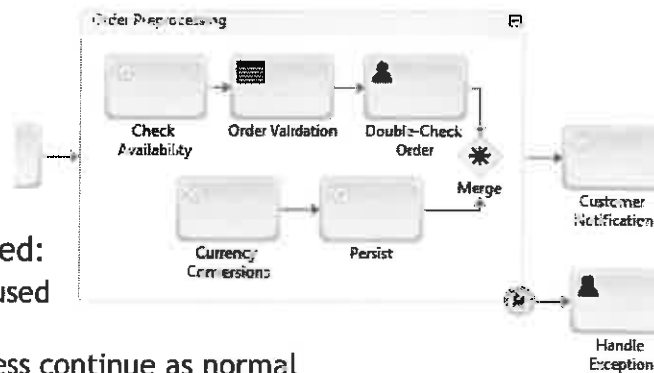 Order Preprocessing
Check
Availability
Order Validation
Double-Check
Order
Merge
Currency
Conversions
Persist
Customer
Notification
Handle
Exception
ed:
used
ess continue as normal